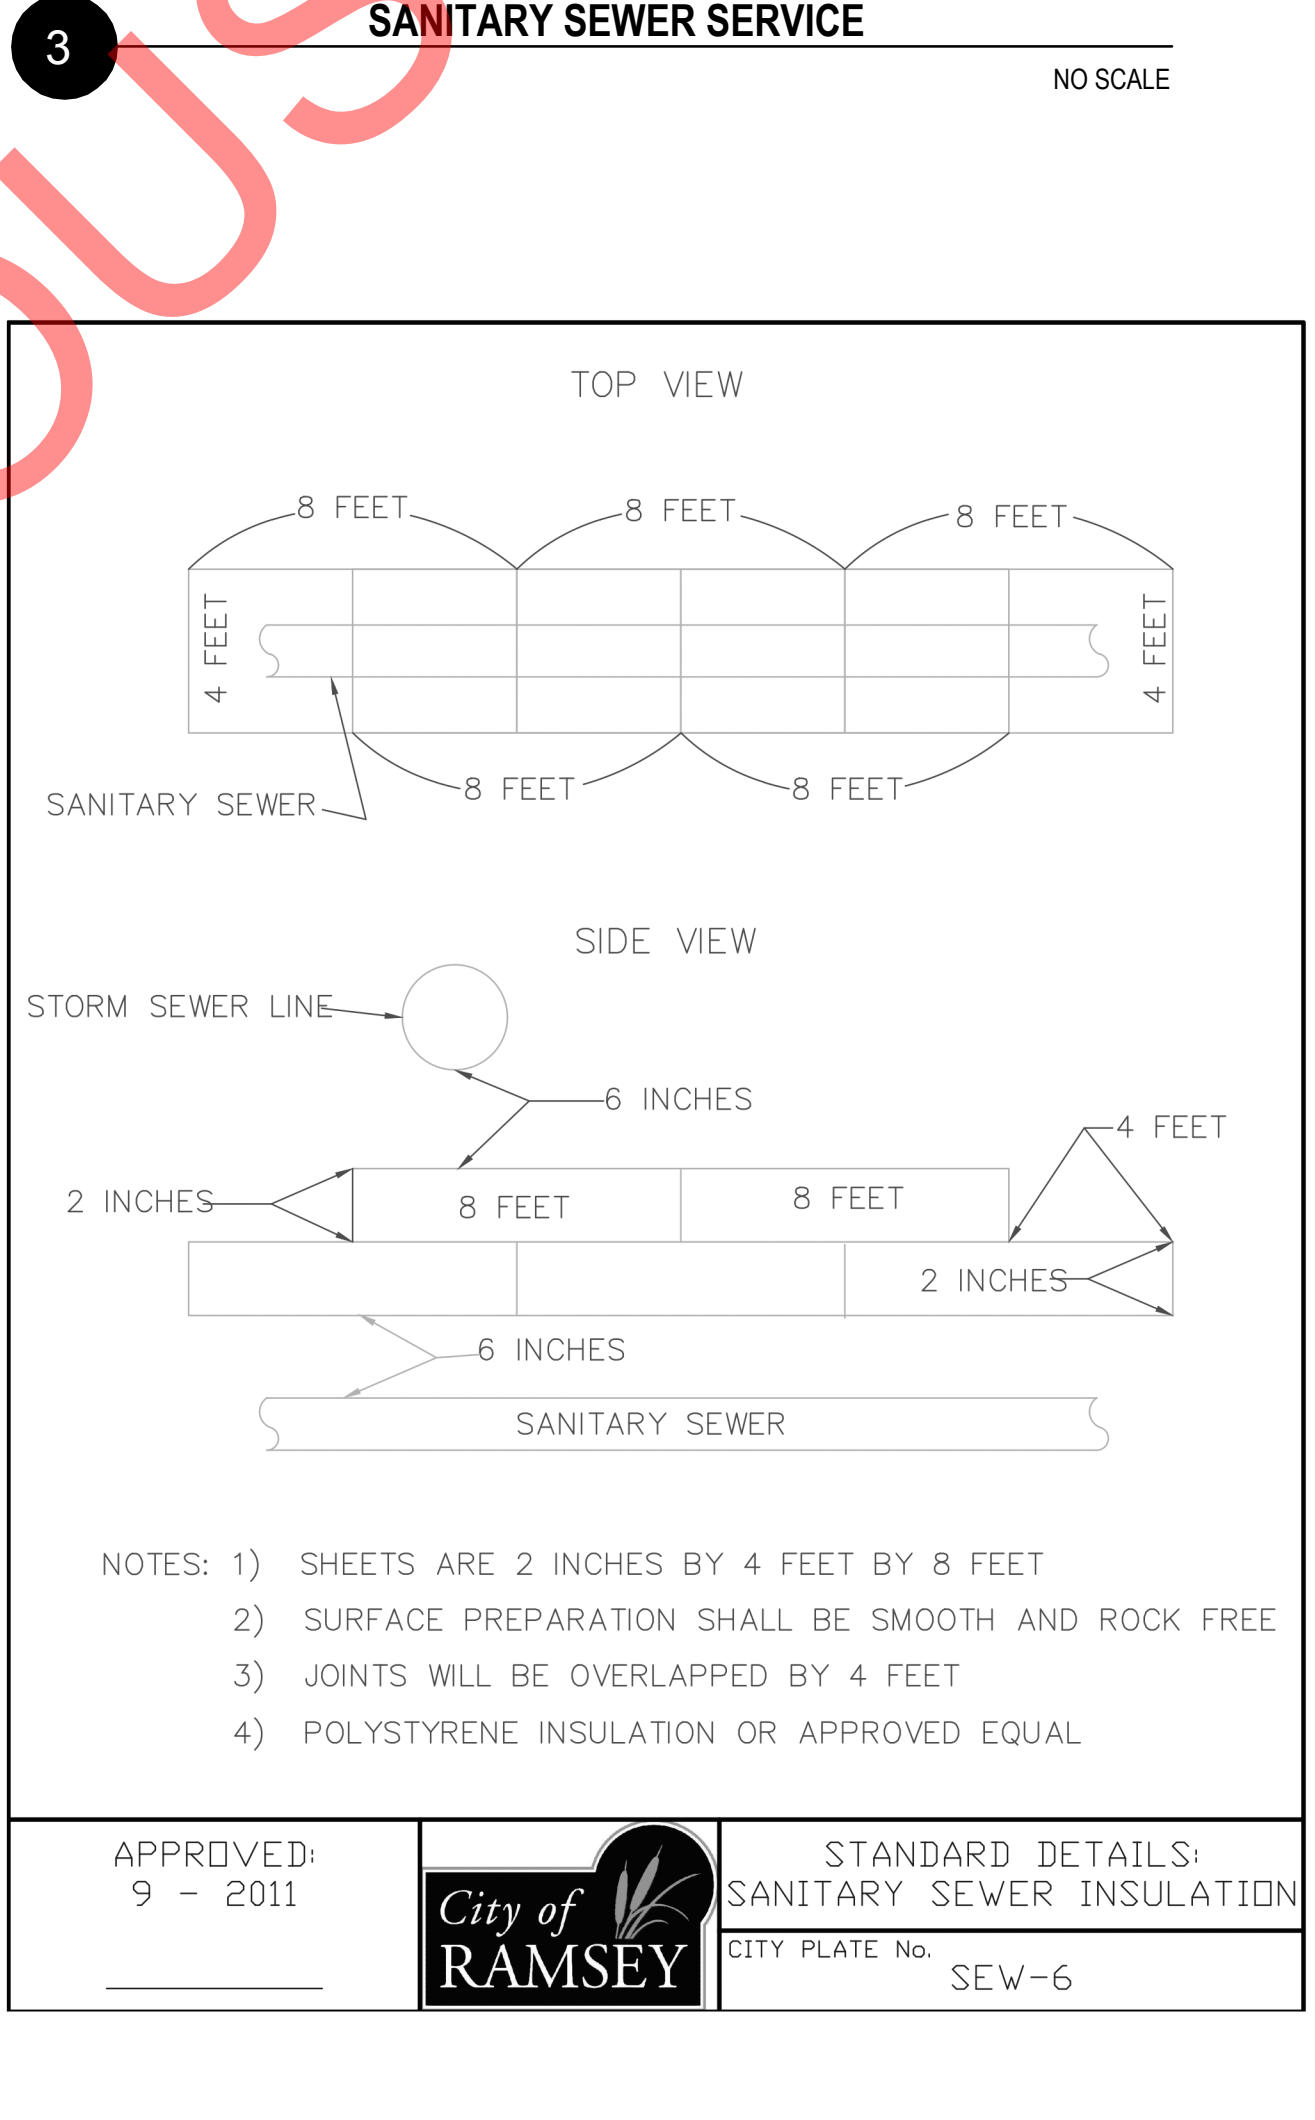 SANITARY SEWER SERVICE
3
NO SCALE
TOP VIEW
8 FEET
8 FEET
8 FEET
4 FEET
4 FEET
8 FEET
8 FEET
SANITARY SEWER
SIDE VIEW
STORM SEWER LINE
6 INCHES
4 FEET
2 INCHES
8 FEET
8 FEET
2 INCHES
6 INCHES
SANITARY SEWER
NOTES: 1) SHEETS ARE 2 INCHES BY 4 FEET BY 8 FEET
2) SURFACE PREPARATION SHALL BE SMOOTH AND ROCK FREE
3) JOINTS WILL BE OVERLAPPED BY 4 FEET
4) POLYSTYRENE INSULATION OR APPROVED EQUAL
APPROVED:
9 - 2011
City of
RAMSEY
STANDARD DETAILS:
SANITARY SEWER INSULATION
CITY PLATE No.
SEW-6